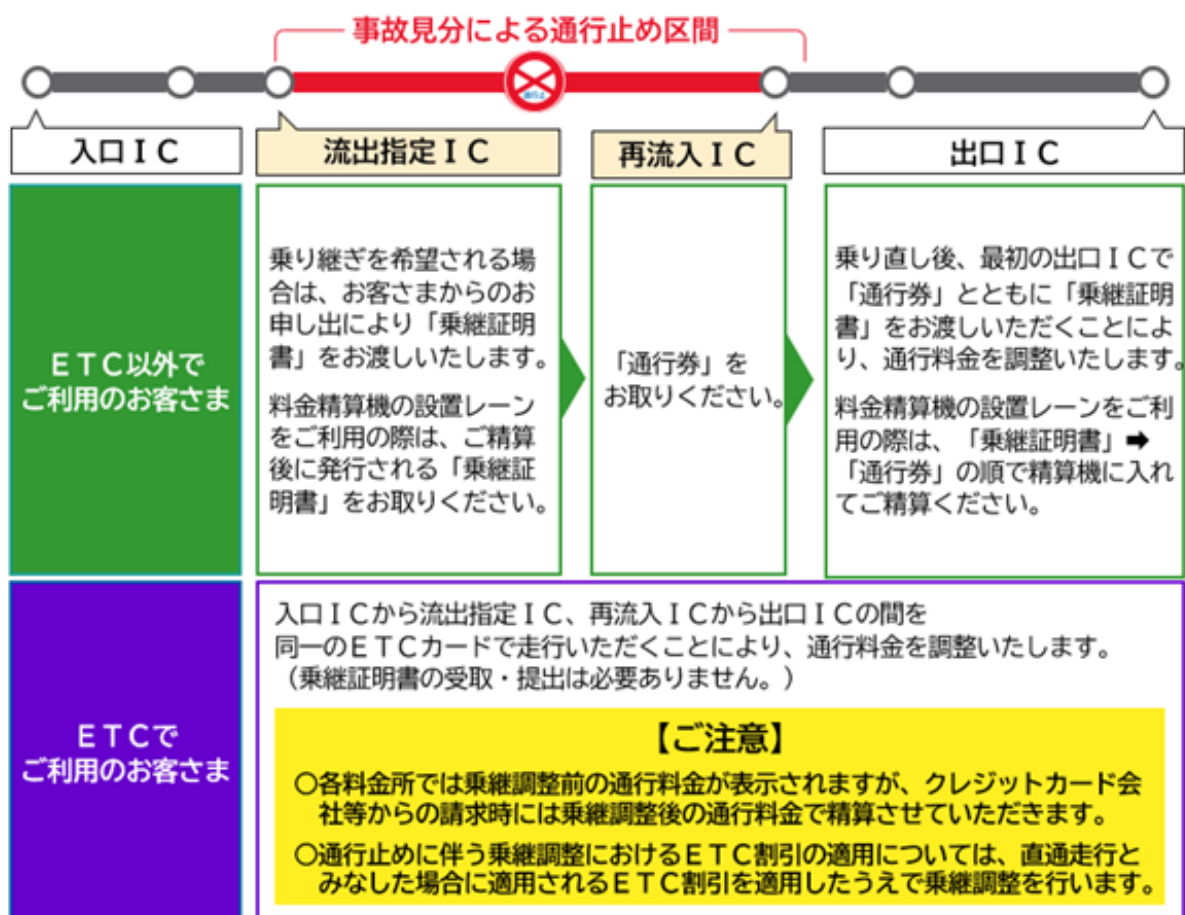 事故見分による通行止め区間
入口ＩＣ
流出指定ＩＣ
再流入ＩＣ
出口ＩＣ
ＥＴＣ以外で
ご利用のお客さま
乗り継ぎを希望される場
合は、お客さまからのお
申し出により「乗継証明
書」をお渡しいたします。
料金精算機の設置レーン
をご利用の際は、ご精算
後に発行される「乗継証
明書」をお取りください。
「通行券」を
お取りください。
乗り直し後、最初の出口ＩＣで
「通行券」とともに「乗継証明
書」をお渡しいただくことによ
り、通行料金を調整いたします。
料金精算機の設置レーンをご利
用の際は、「乗継証明書」➡
「通行券」の順で精算機に入れ
てご精算ください。
ＥＴＣで
ご利用のお客さま
入口ＩＣから流出指定ＩＣ、再流入ＩＣから出口ＩＣの間を
同一のＥＴＣカードで走行いただくことにより、通行料金を調整いたします。
（乗継証明書の受取・提出は必要ありません。）
【ご注意】
○各料金所では乗継調整前の通行料金が表示されますが、クレジットカード会
社等からの請求時には乗継調整後の通行料金で精算させていただきます。
○通行止めに伴う乗継調整におけるＥＴＣ割引の適用については、直通走行と
みなした場合に適用されるＥＴＣ割引を適用したうえで乗継調整を行います。